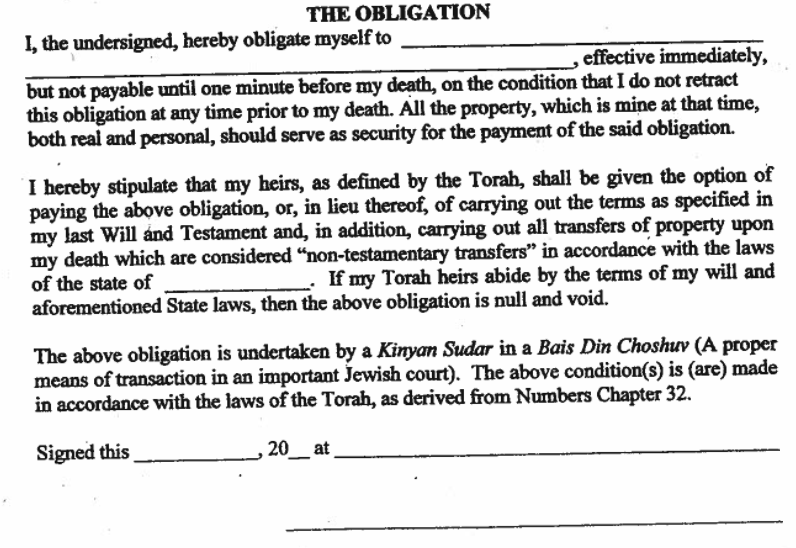 THE OBLIGATION
I, the undersigned, hereby obligate myself to ______________________________
______________________________, effective immediately,
but not payable until one minute before my death, on the condition that I do not retract
this obligation at any time prior to my death. All the property, which is mine at that time,
both real and personal, should serve as security for the payment of the said obligation.
I hereby stipulate that my heirs, as defined by the Torah, shall be given the option of
paying the above obligation, or, in lieu thereof, of carrying out the terms as specified in
my last Will and Testament and, in addition, carrying out all transfers of property upon
my death which are considered “non-testamentary transfers” in accordance with the laws
of the state of ______________. If my Torah heirs abide by the terms of my will and
aforementioned State laws, then the above obligation is null and void.
The above obligation is undertaken by a Kinyan Sudar in a Bais Din Choshuv (A proper
means of transaction in an important Jewish court). The above condition(s) is (are) made
in accordance with the laws of the Torah, as derived from Numbers Chapter 32.
Signed this ____________, 20__ at ______________________________